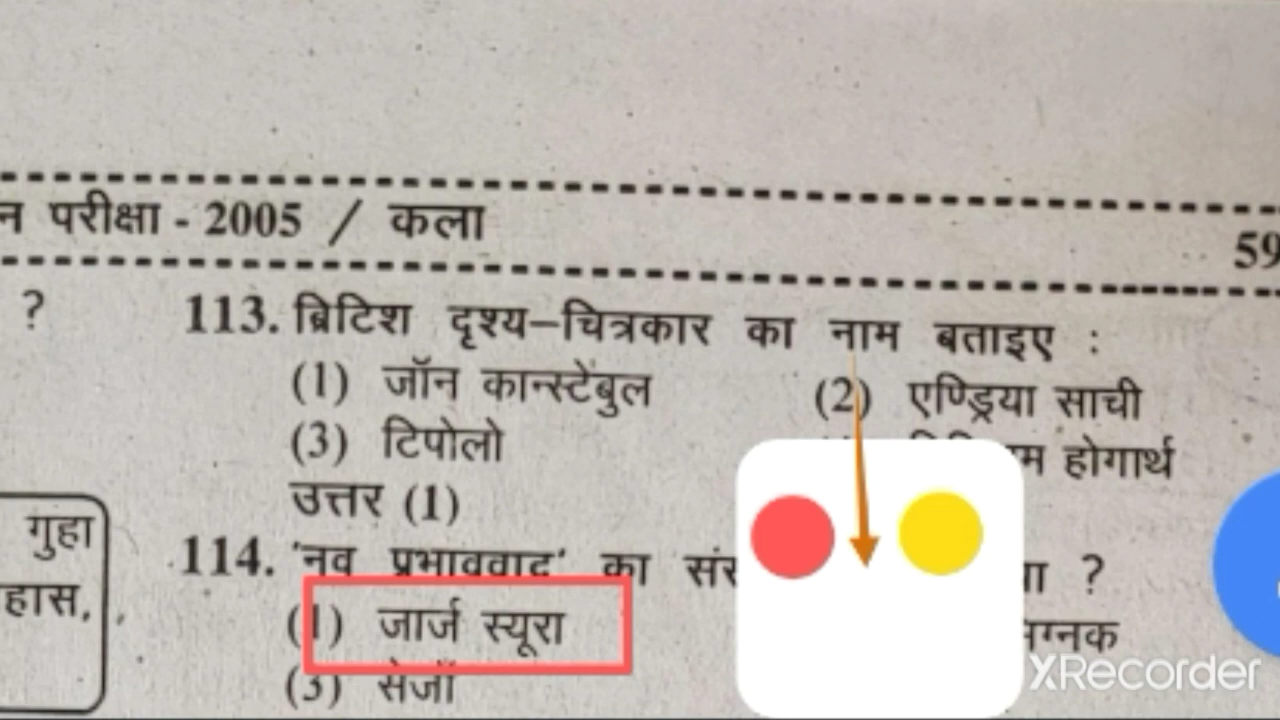 न परीक्षा - 2005 / कला
59
?
113. ब्रिटिश दृश्य–चित्रकार का नाम बताइए :
(1) जॉन कान्स्टेंबुल (2) एण्ड्रिया साची
(3) टिपोलो होगार्थ
उत्तर (1)
गुहा
114. 'नव प्रभाववाद' का ?
हास,
(1) जार्ज स्यूरा
(3) सेजाँ
XRecorder